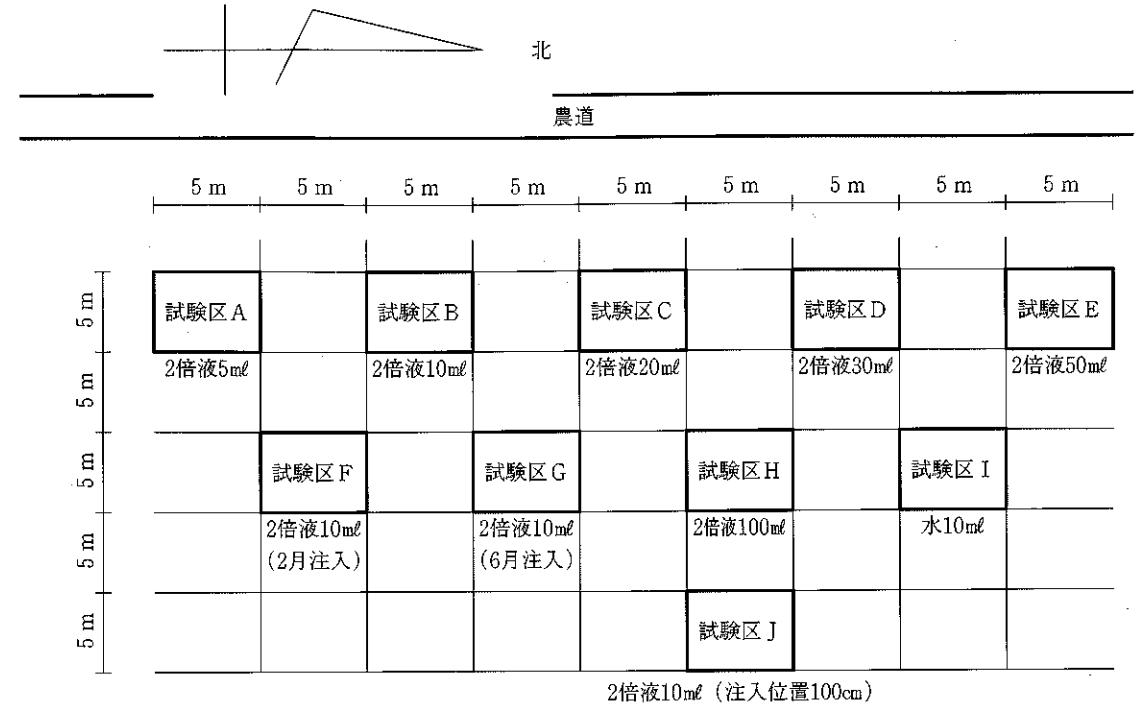 北
農道
5 m 5 m 5 m 5 m 5 m 5 m 5 m 5 m 5 m
5 m
試験区A 試験区B 試験区C 試験区D 試験区E
2倍液5㎖ 2倍液10㎖ 2倍液20㎖ 2倍液30㎖ 2倍液50㎖
5 m
5 m
試験区F 試験区G 試験区H 試験区I
2倍液10㎖ 2倍液10㎖ 2倍液100㎖ 水10㎖
(2月注入) (6月注入)
5 m
5 m
試験区J
2倍液10㎖(注入位置100㎝)